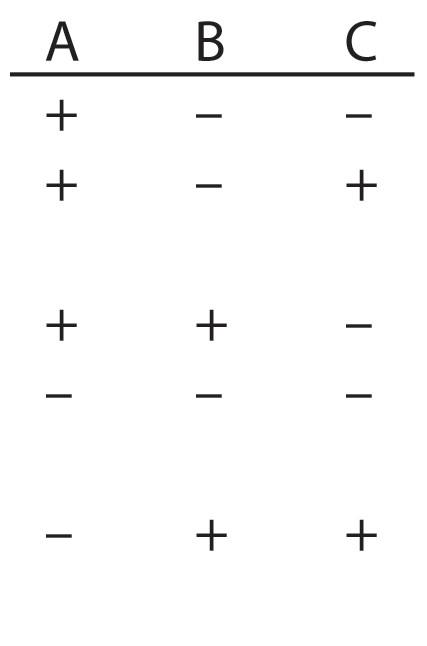 A B C
+ − −
+ − +
+ + −
− − −
− + +